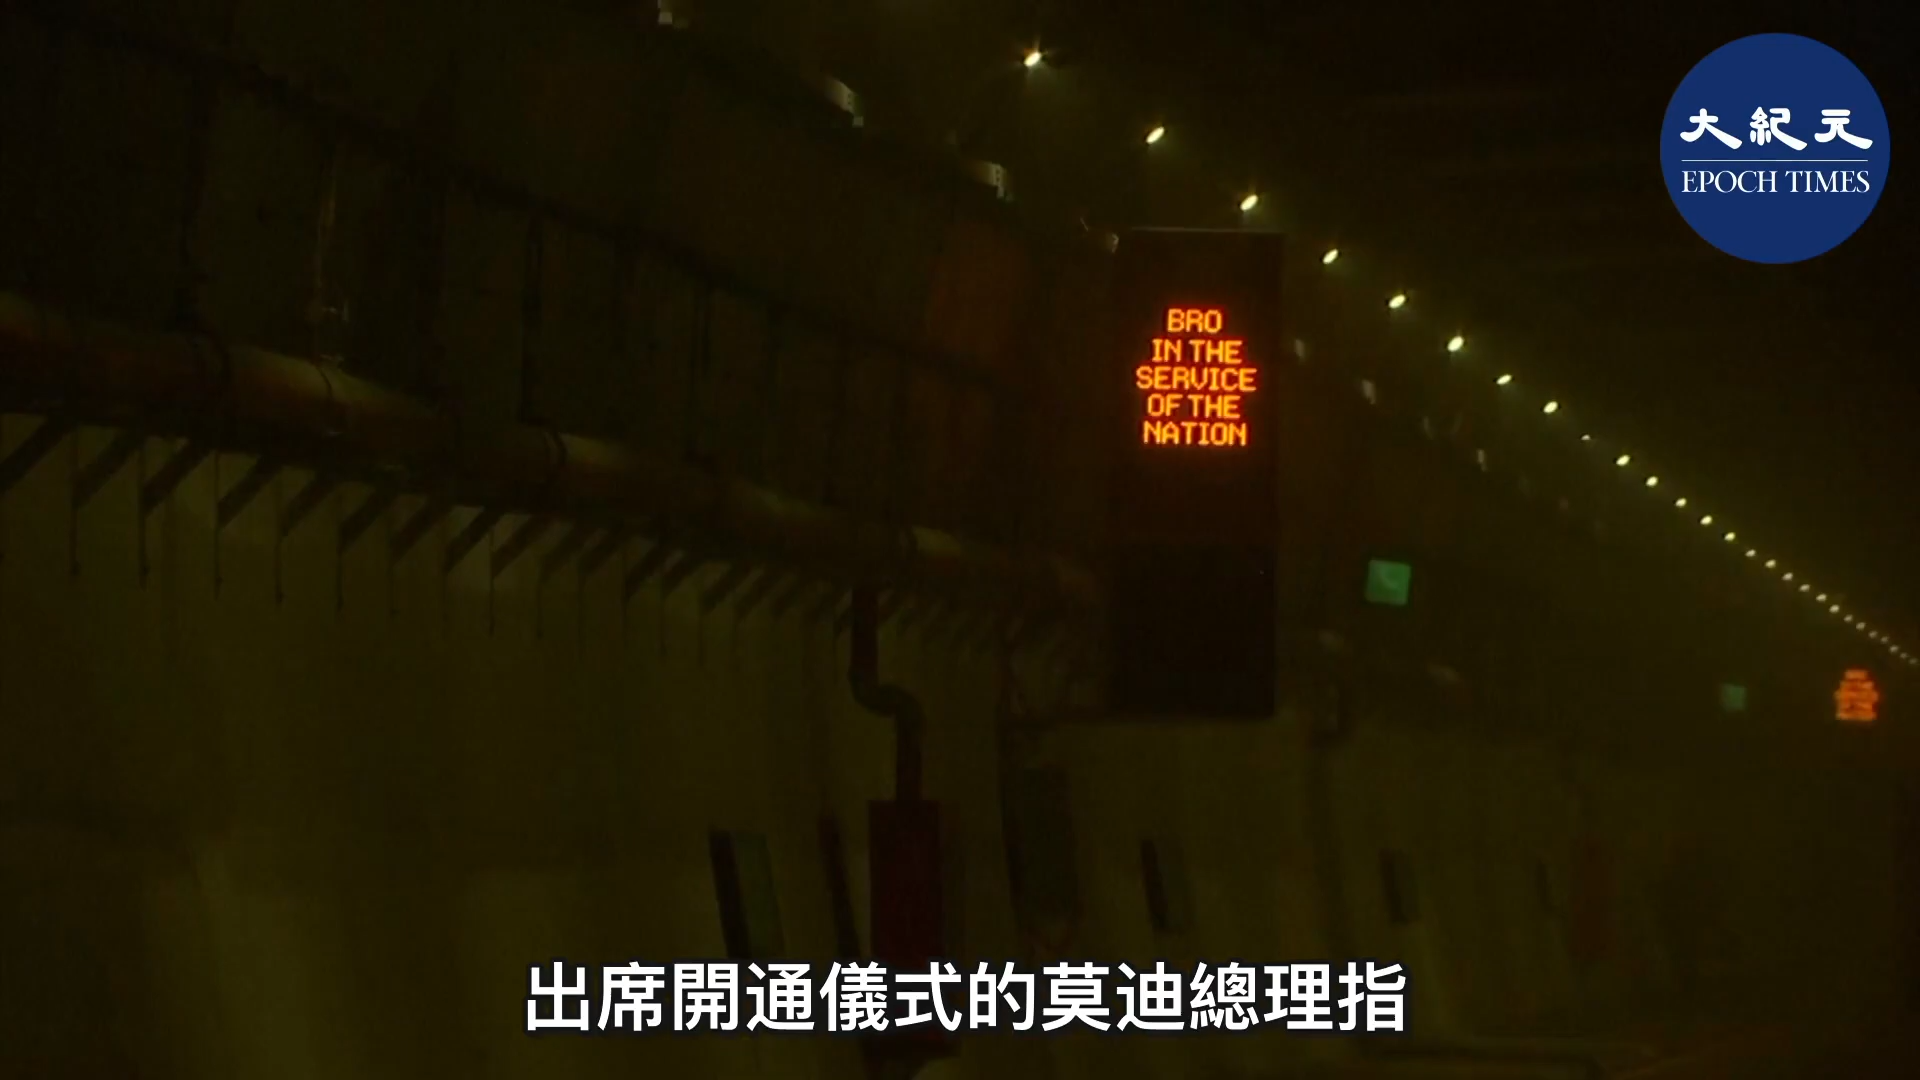 大紀元
EPOCH TIMES
BRO
IN THE
SERVICE
OF THE
NATION
出席開通儀式的莫迪總理指